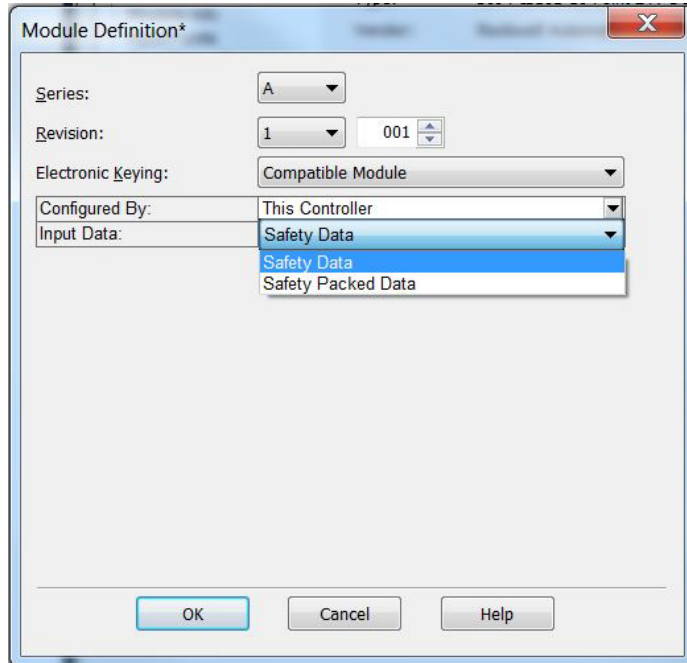 Module Definition*
Series:
A
Revision:
1
001
Electronic Keying:
Compatible Module
Configured By:
This Controller
Input Data:
Safety Data
Safety Data
Safety Packed Data
OK
Cancel
Help